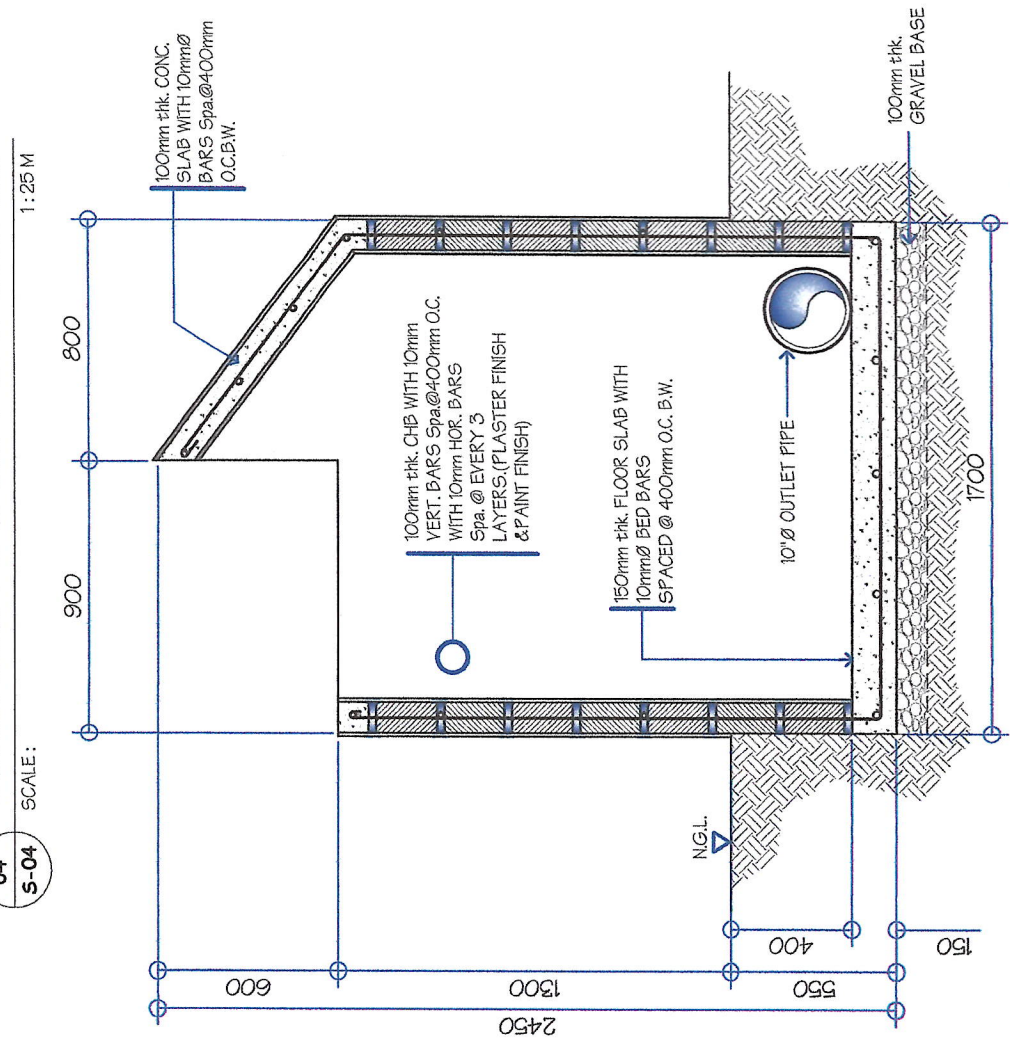 S-04
SCALE :
1:25 M
900
800
100mm thk. CONC.
SLAB WITH 10mmØ
BARS Spa.@400mm
O.C.B.W.
100mm thk. CHB WITH 10mm
VERT. BARS Spa.@400mm O.C.
WITH 10mm HOR. BARS
Spa. @ EVERY 3
LAYERS.(PLASTER FINISH
&PAINT FINISH)
150mm thk. FLOOR SLAB WITH
10mmØ BED BARS
SPACED @ 400mm O.C. B.W.
10"Ø OUTLET PIPE
100mm thk.
GRAVEL BASE
N.G.L.
600
1300
2450
550
400
150
1700